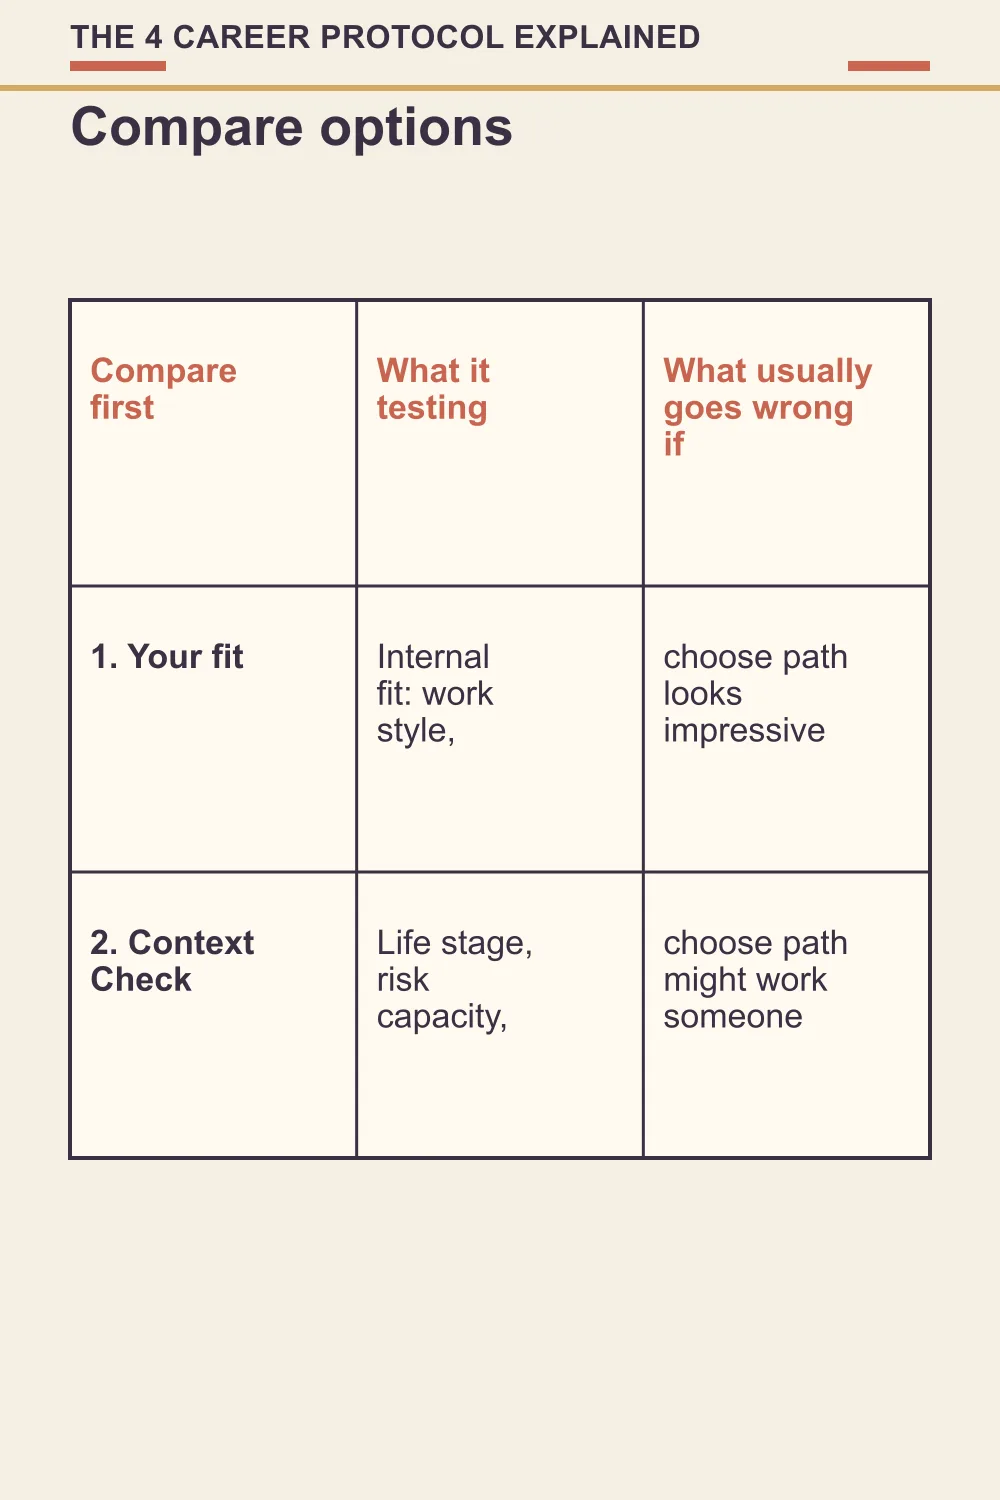 THE 4 CAREER PROTOCOL EXPLAINED
Compare options
Compare
first
What it
testing
What usually
goes wrong
if
1. Your fit
Internal
fit: work
style,
choose path
looks
impressive
2. Context
Check
Life stage,
risk
capacity,
choose path
might work
someone